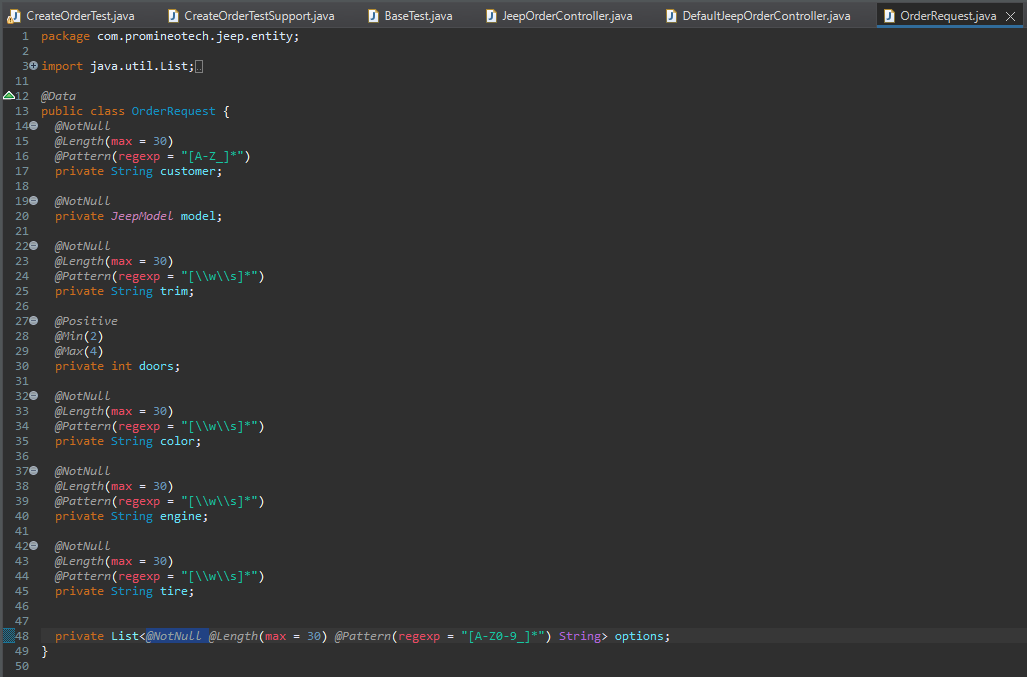 CreateOrderTest.java CreateOrderTestSupport.java BaseTest.java JeepOrderController.java DefaultJeepOrderController.java OrderRequest.java
1 package com.promineotech.jeep.entity;
2
3 import java.util.List;
11
12 @Data
13 public class OrderRequest {
14 @NotNull
15 @Length(max = 30)
16 @Pattern(regexp = "[A-Z_]*")
17 private String customer;
18
19 @NotNull
20 private JeepModel model;
21
22 @NotNull
23 @Length(max = 30)
24 @Pattern(regexp = "[\\w\\s]*")
25 private String trim;
26
27 @Positive
28 @Min(2)
29 @Max(4)
30 private int doors;
31
32 @NotNull
33 @Length(max = 30)
34 @Pattern(regexp = "[\\w\\s]*")
35 private String color;
36
37 @NotNull
38 @Length(max = 30)
39 @Pattern(regexp = "[\\w\\s]*")
40 private String engine;
41
42 @NotNull
43 @Length(max = 30)
44 @Pattern(regexp = "[\\w\\s]*")
45 private String tire;
46
47
48 private List<@NotNull @Length(max = 30) @Pattern(regexp = "[A-Z0-9_]*") String> options;
49 }
50